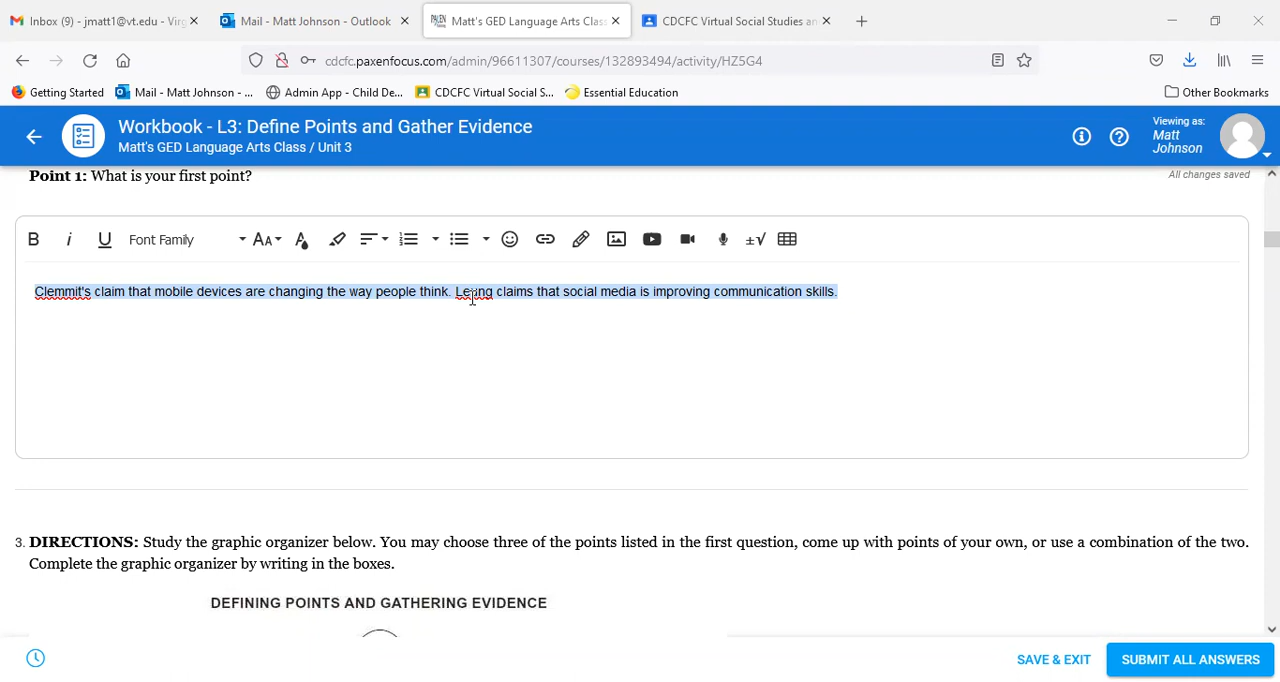 Inbox (9) - jmatt1@vt.edu - Virg
Mail - Matt Johnson - Outlook
PAXEN
Matt's GED Language Arts Clas
CDCFC Virtual Social Studies an
cdcfc.paxenfocus.com/admin/96611307/courses/132893494/activity/HZ5G4
Getting Started
Mail - Matt Johnson - ...
Admin App - Child De...
CDCFC Virtual Social S...
Essential Education
Other Bookmarks
Workbook - L3: Define Points and Gather Evidence
Matt's GED Language Arts Class / Unit 3
Viewing as:
Matt
Johnson
Point 1: What is your first point?
All changes saved
B i U Font Family AA A
±√
Clemmit's claim that mobile devices are changing the way people think. Leung claims that social media is improving communication skills.
3. DIRECTIONS: Study the graphic organizer below. You may choose three of the points listed in the first question, come up with points of your own, or use a combination of the two.
Complete the graphic organizer by writing in the boxes.
DEFINING POINTS AND GATHERING EVIDENCE
SAVE & EXIT
SUBMIT ALL ANSWERS